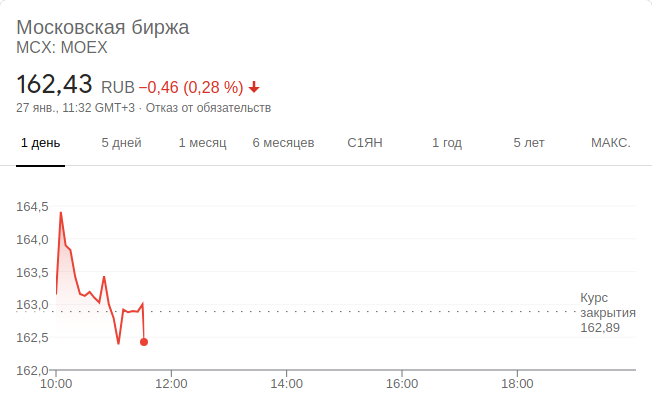 Московская биржа
MCX: MOEX
162,43 RUB −0,46 (0,28 %)
27 янв., 11:32 GMT+3 · Отказ от обязательств
1 день 5 дней 1 месяц 6 месяцев С1ЯН 1 год 5 лет МАКС.
164,5
164,0
163,5
163,0
162,5
162,0
Курс
закрытия
162,89
10:00 12:00 14:00 16:00 18:00